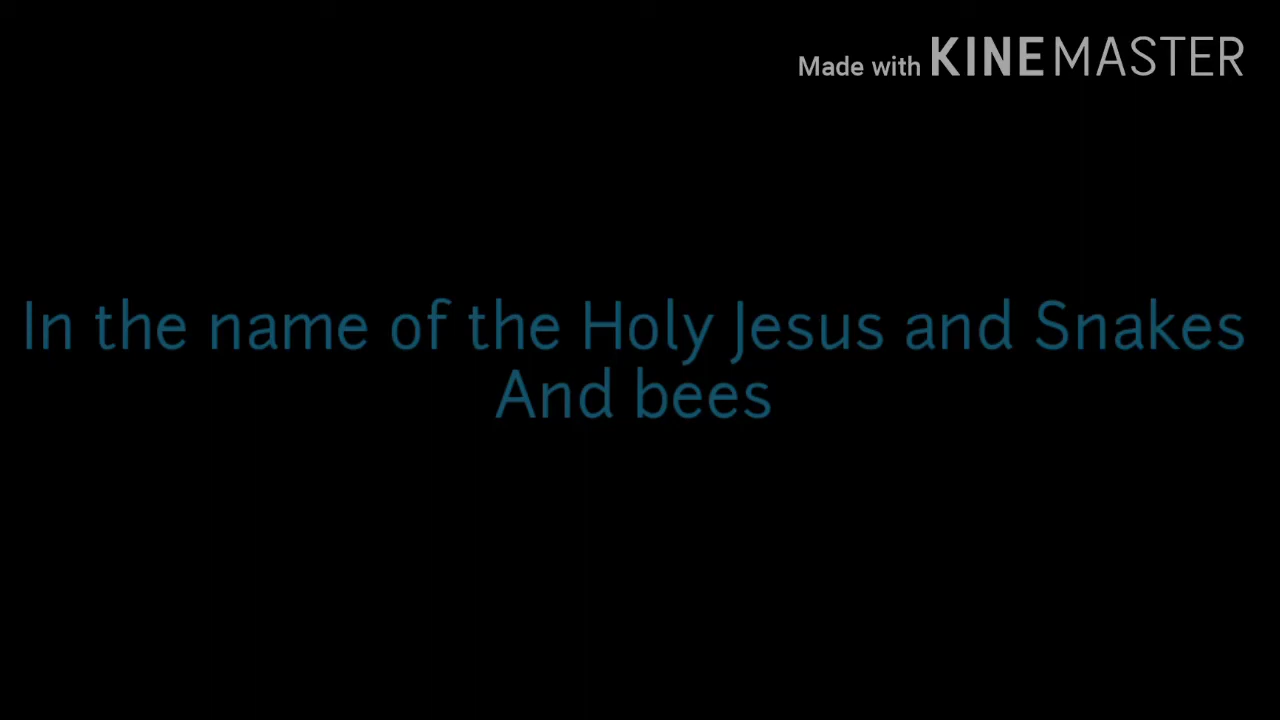 Made with KINEMASTER
In the name of the Holy Jesus and Snakes
And bees